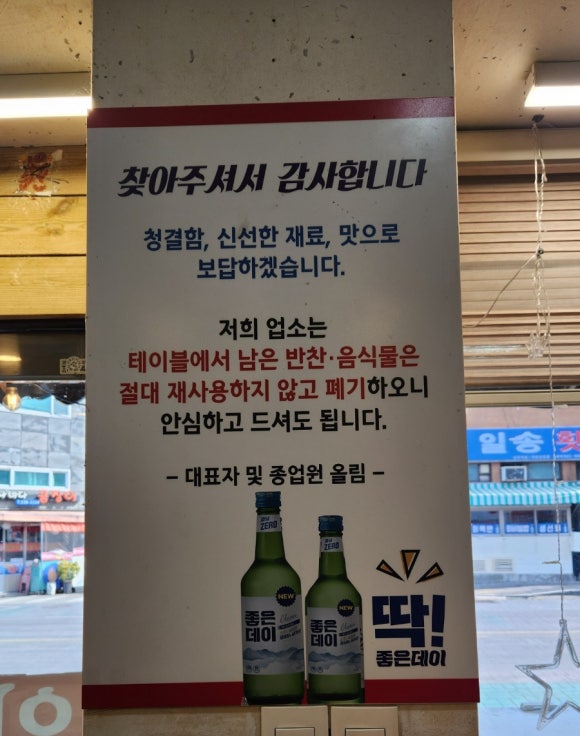 찾아주셔서 감사합니다
청결함, 신선한 재료, 맛으로
보답하겠습니다.
저희 업소는
테이블에서 남은 반찬·음식물은
절대 재사용하지 않고 폐기하오니
안심하고 드셔도 됩니다.
– 대표자 및 종업원 올림 –
ZERO
NEW
좋은
데이
ZERO
NEW
좋은
데이
딱!
좋은데이
일송